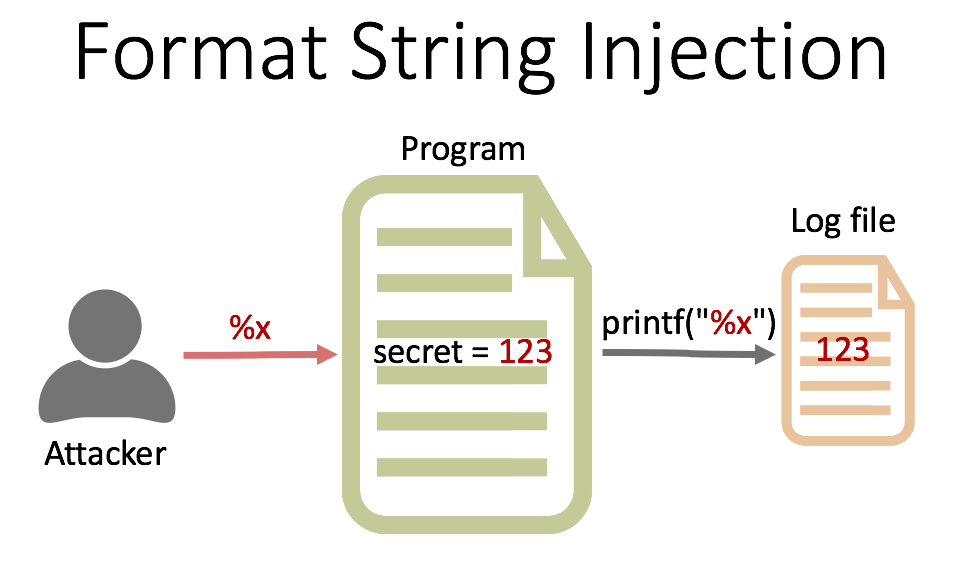 Format String Injection
Program
Log file
%x
printf("%x")
secret = 123
123
Attacker